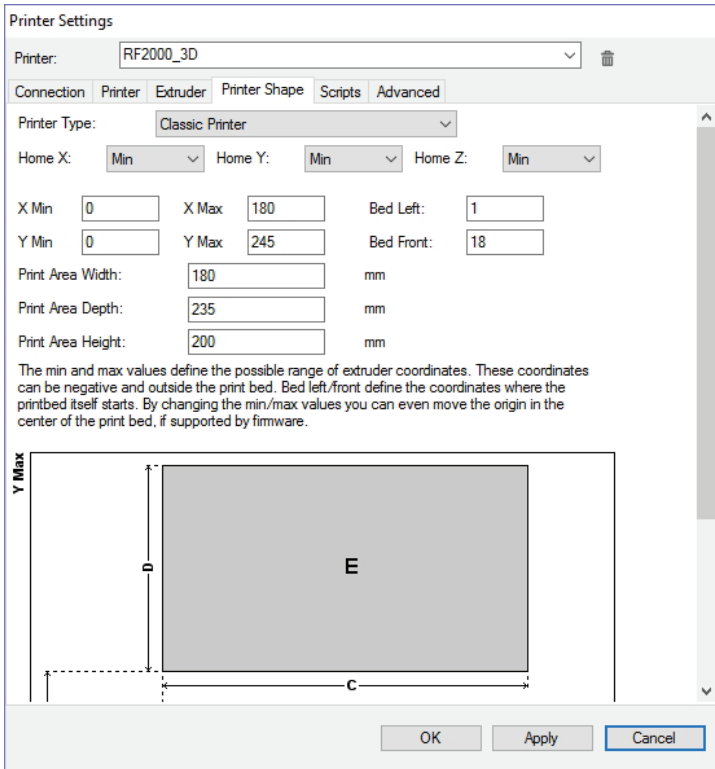 Printer Settings
Printer: RF2000_3D
Connection Printer Extruder Printer Shape Scripts Advanced
Printer Type: Classic Printer
Home X: Min Home Y: Min Home Z: Min
X Min 0 X Max 180 Bed Left: 1
Y Min 0 Y Max 245 Bed Front: 18
Print Area Width: 180 mm
Print Area Depth: 235 mm
Print Area Height: 200 mm
The min and max values define the possible range of extruder coordinates. These coordinates
can be negative and outside the print bed. Bed left/front define the coordinates where the
printbed itself starts. By changing the min/max values you can even move the origin in the
center of the print bed, if supported by firmware.
Y Max
D
E
C
OK Apply Cancel